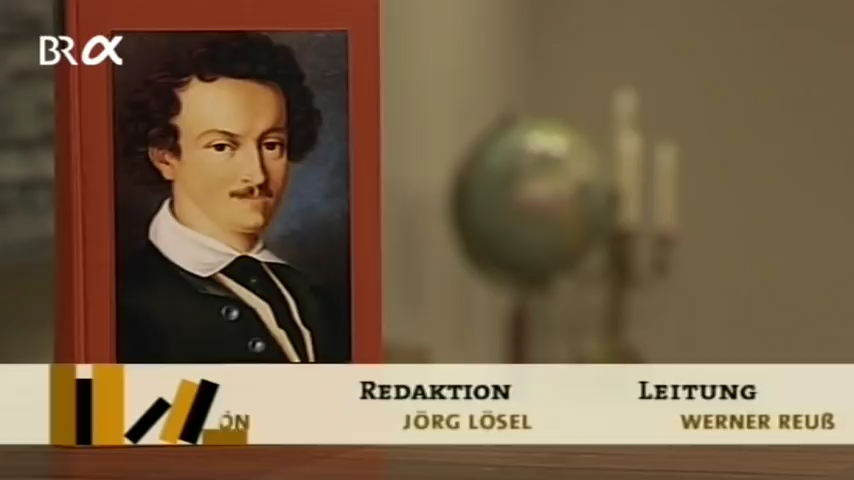 BRα
REDAKTION
JÖRG LÖSEL
LEITUNG
WERNER REUß